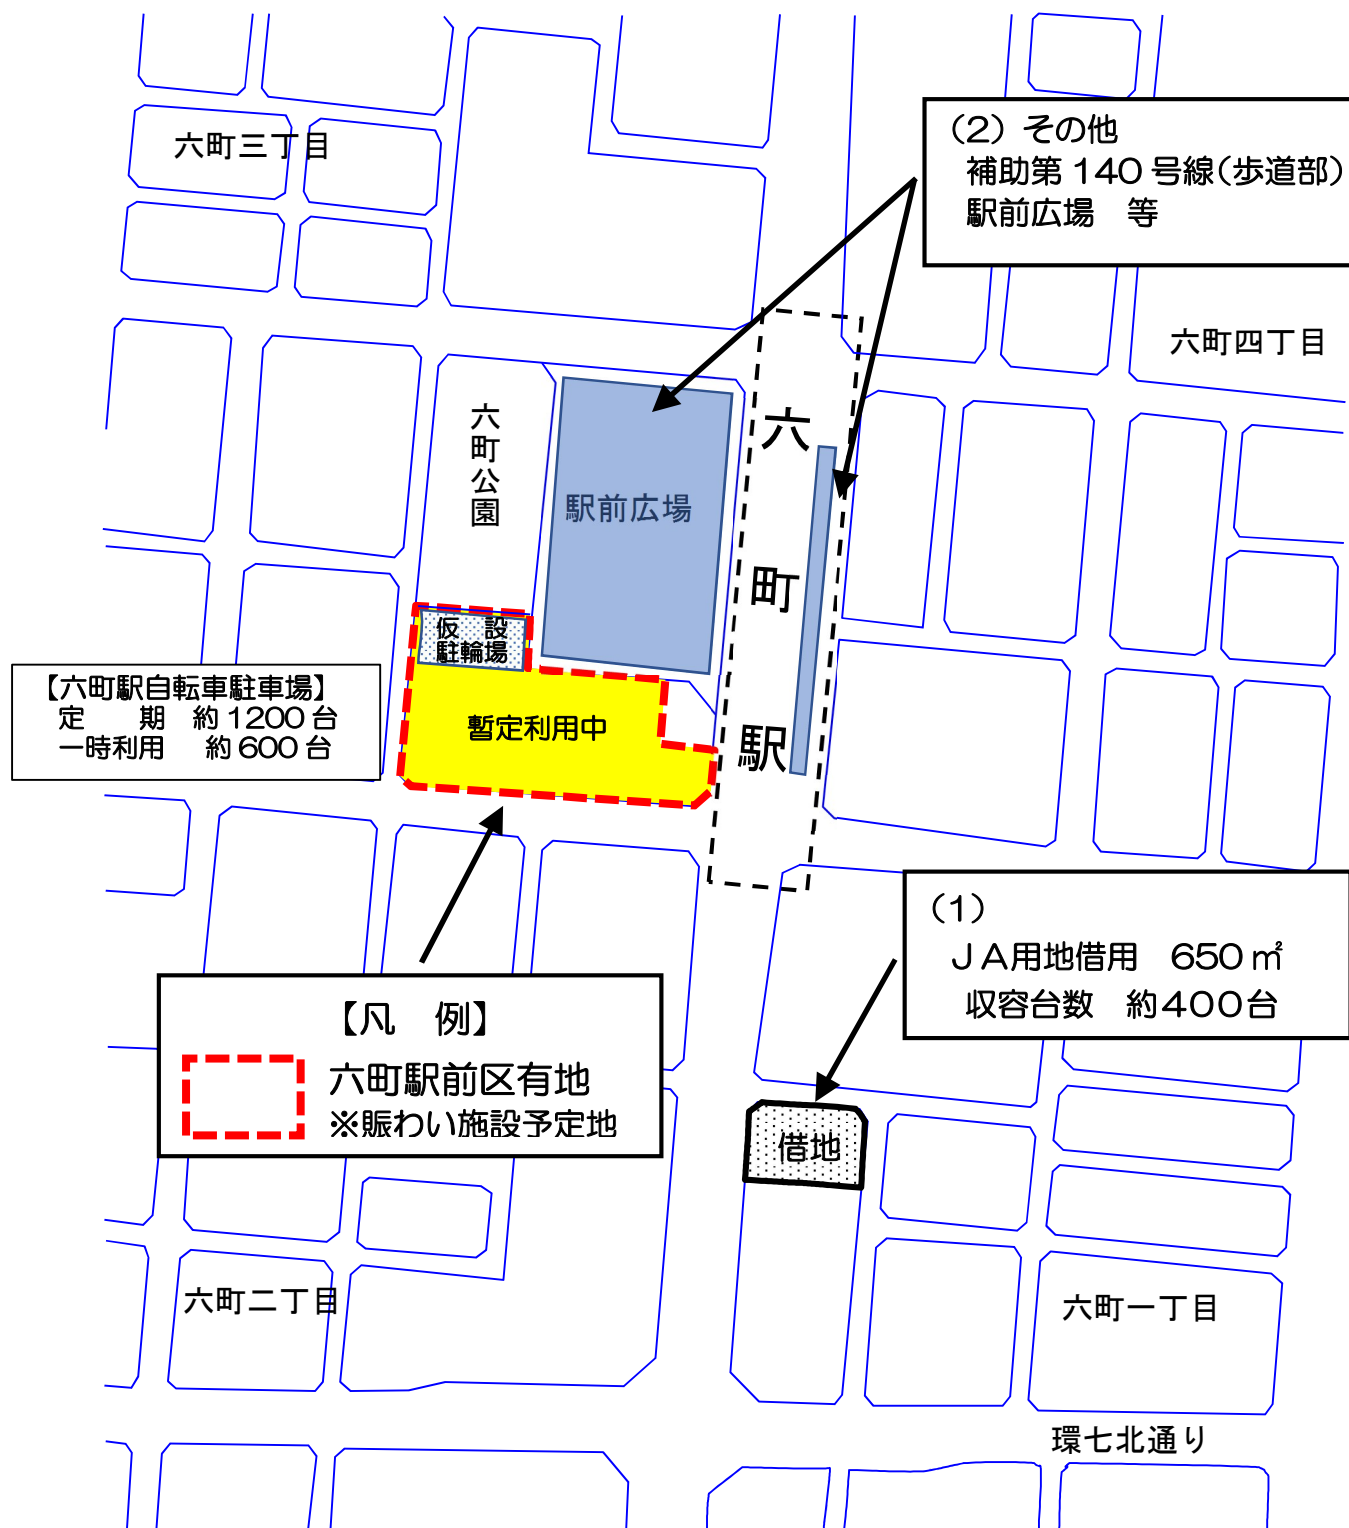 六町三丁目
（2）その他
補助第140号線（歩道部）
駅前広場　等
六町四丁目
六町公園
駅前広場
六町駅
仮　設
駐輪場
【六町駅自転車駐車場】
定　　期　約1200台
一時利用　約600台
暫定利用中
（1）
ＪＡ用地借用　650㎡
収容台数　約400台
【凡　例】
六町駅前区有地
※賑わい施設予定地
借地
六町二丁目
六町一丁目
環七北通り